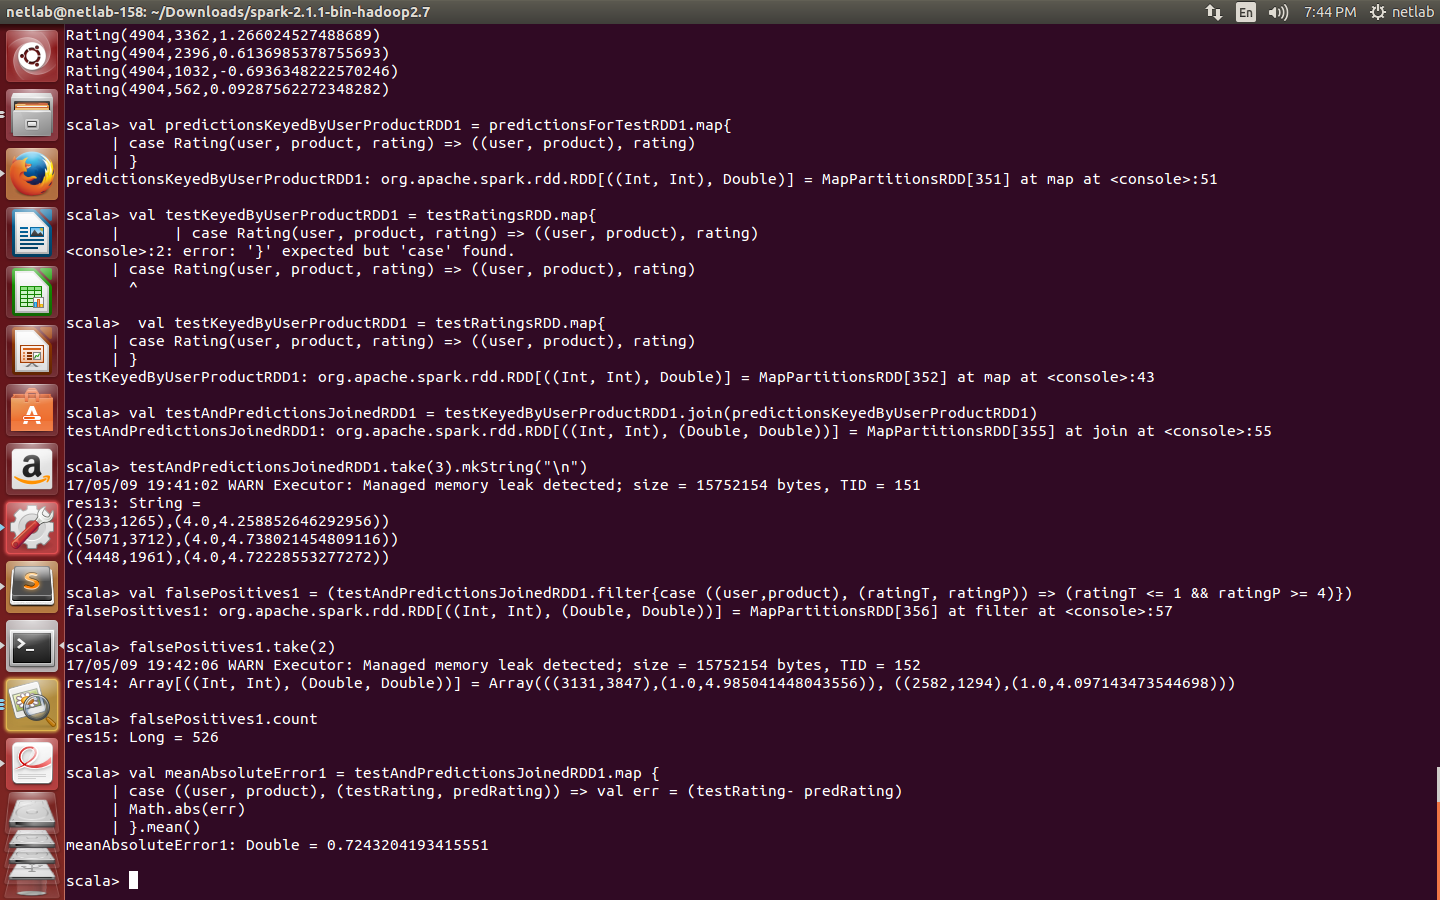 netlab@netlab-158: ~/Downloads/spark-2.1.1-bin-hadoop2.7
En
7:44 PM
netlab
Rating(4904,3362,1.266024527488689)
Rating(4904,2396,0.6136985378755693)
Rating(4904,1032,-0.6936348222570246)
Rating(4904,562,0.09287562272348282)
scala> val predictionsKeyedByUserProductRDD1 = predictionsForTestRDD1.map{
     | case Rating(user, product, rating) => ((user, product), rating)
     | }
predictionsKeyedByUserProductRDD1: org.apache.spark.rdd.RDD[((Int, Int), Double)] = MapPartitionsRDD[351] at map at <console>:51
scala> val testKeyedByUserProductRDD1 = testRatingsRDD.map{
     |      | case Rating(user, product, rating) => ((user, product), rating)
<console>:2: error: '}' expected but 'case' found.
     | case Rating(user, product, rating) => ((user, product), rating)
       ^
scala>  val testKeyedByUserProductRDD1 = testRatingsRDD.map{
     | case Rating(user, product, rating) => ((user, product), rating)
     | }
testKeyedByUserProductRDD1: org.apache.spark.rdd.RDD[((Int, Int), Double)] = MapPartitionsRDD[352] at map at <console>:43
scala> val testAndPredictionsJoinedRDD1 = testKeyedByUserProductRDD1.join(predictionsKeyedByUserProductRDD1)
testAndPredictionsJoinedRDD1: org.apache.spark.rdd.RDD[((Int, Int), (Double, Double))] = MapPartitionsRDD[355] at join at <console>:55
scala> testAndPredictionsJoinedRDD1.take(3).mkString("\n")
17/05/09 19:41:02 WARN Executor: Managed memory leak detected; size = 15752154 bytes, TID = 151
res13: String =
((233,1265),(4.0,4.258852646292956))
((5071,3712),(4.0,4.738021454809116))
((4448,1961),(4.0,4.72228553277272))
scala> val falsePositives1 = (testAndPredictionsJoinedRDD1.filter{case ((user,product), (ratingT, ratingP)) => (ratingT <= 1 && ratingP >= 4)})
falsePositives1: org.apache.spark.rdd.RDD[((Int, Int), (Double, Double))] = MapPartitionsRDD[356] at filter at <console>:57
scala> falsePositives1.take(2)
17/05/09 19:42:06 WARN Executor: Managed memory leak detected; size = 15752154 bytes, TID = 152
res14: Array[((Int, Int), (Double, Double))] = Array(((3131,3847),(1.0,4.985041448043556)), ((2582,1294),(1.0,4.097143473544698)))
scala> falsePositives1.count
res15: Long = 526
scala> val meanAbsoluteError1 = testAndPredictionsJoinedRDD1.map {
     | case ((user, product), (testRating, predRating)) => val err = (testRating- predRating)
     | Math.abs(err)
     | }.mean()
meanAbsoluteError1: Double = 0.7243204193415551
scala>